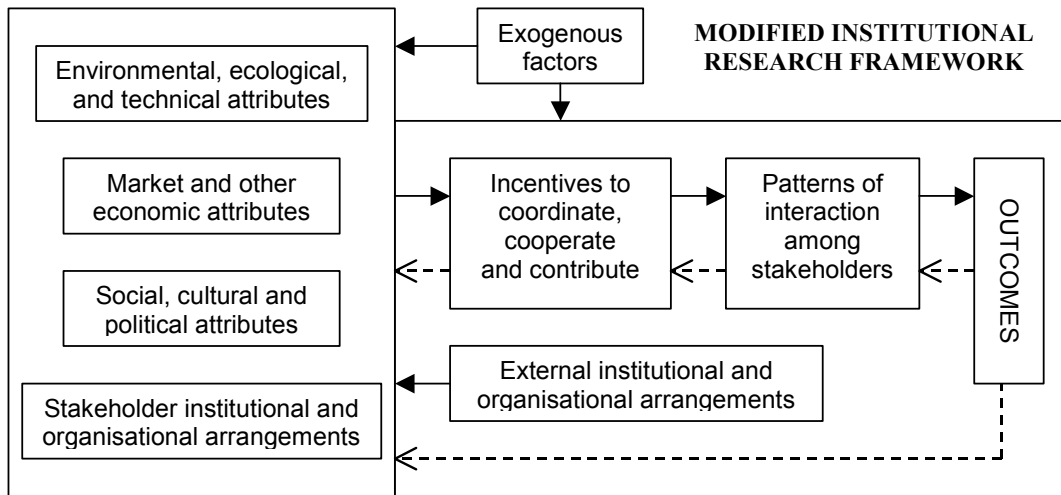 MODIFIED INSTITUTIONAL
RESEARCH FRAMEWORK
Exogenous
factors
Environmental, ecological,
and technical attributes
Market and other
economic attributes
Social, cultural and
political attributes
Stakeholder institutional and
organisational arrangements
Incentives to
coordinate,
cooperate
and contribute
Patterns of
interaction
among
stakeholders
OUTCOMES
External institutional and
organisational arrangements